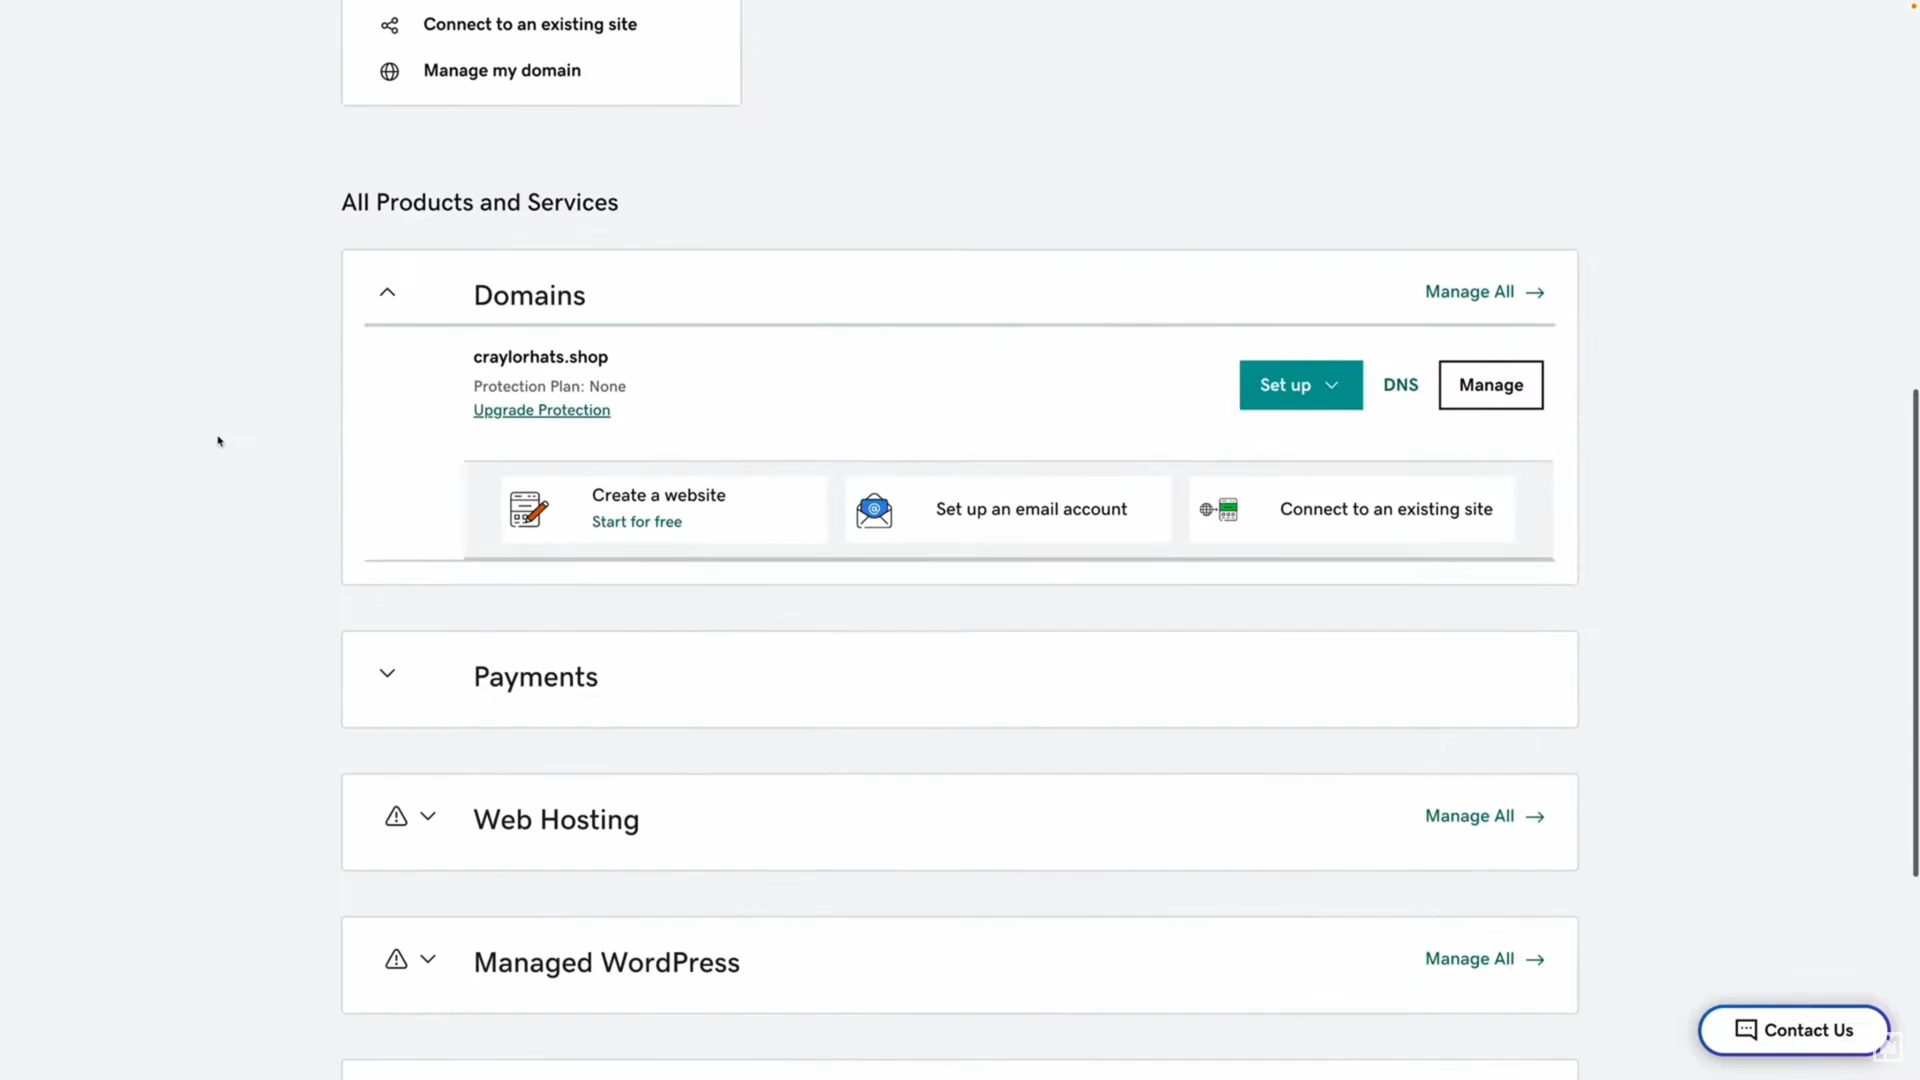 Connect to an existing site
Manage my domain
All Products and Services
Domains
Manage All
craylorhats.shop
Protection Plan: None
Upgrade Protection
Set up
DNS
Manage
Create a website
Start for free
Set up an email account
Connect to an existing site
Payments
Web Hosting
Manage All
Managed WordPress
Manage All
Contact Us